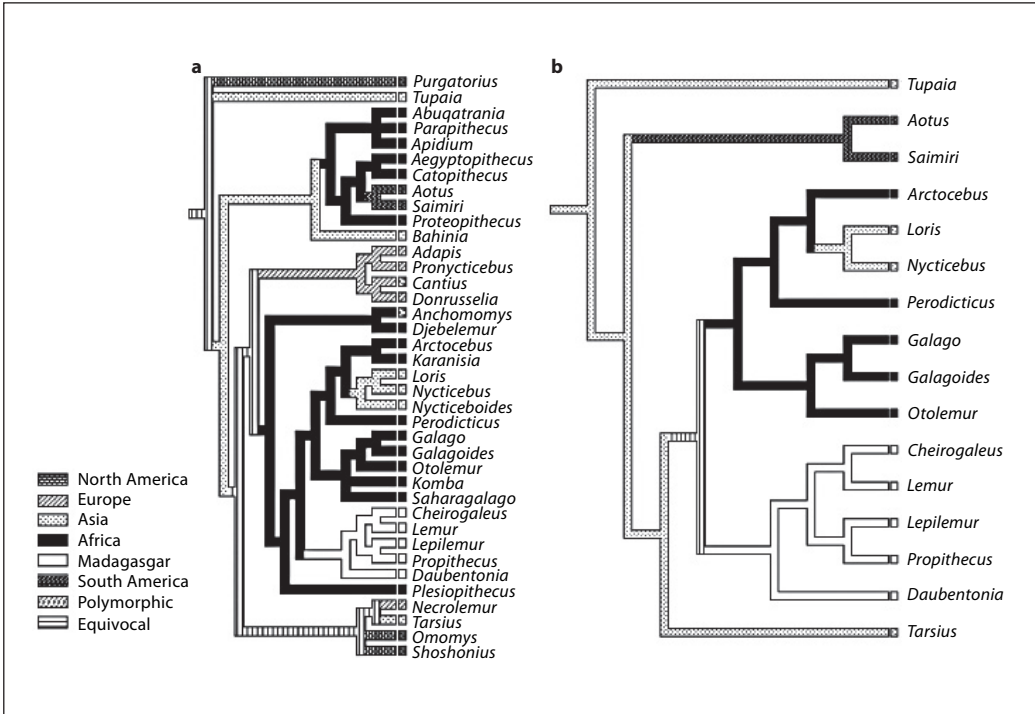 a
Purgatorius
Tupaia
Abuqatrania
Parapithecus
Apidium
Aegyptopithecus
Catopithecus
Aotus
Saimiri
Proteopithecus
Bahinia
Adapis
Pronycticebus
Cantius
Donrusselia
Anchomomys
Djebelemur
Arctocebus
Karanisia
Loris
Nycticebus
Nycticeboides
Perodicticus
Galago
Galagoides
Otolemur
Komba
Saharagalago
Cheirogaleus
Lemur
Lepilemur
Propithecus
Daubentonia
Plesiopithecus
Necrolemur
Tarsius
Omomys
Shoshonius
North America
Europe
Asia
Africa
Madagasgar
South America
Polymorphic
Equivocal
b
Tupaia
Aotus
Saimiri
Arctocebus
Loris
Nycticebus
Perodicticus
Galago
Galagoides
Otolemur
Cheirogaleus
Lemur
Lepilemur
Propithecus
Daubentonia
Tarsius